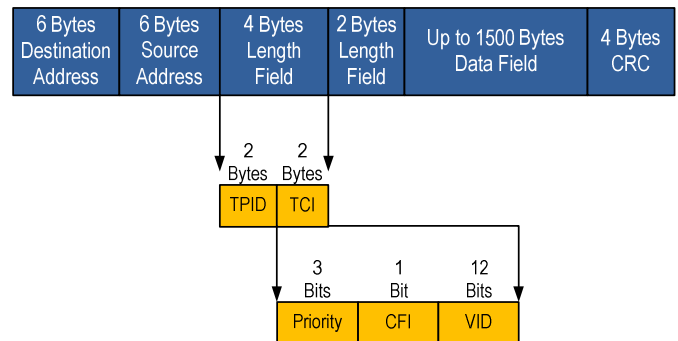 6 Bytes
Destination
Address
6 Bytes
Source
Address
4 Bytes
Length
Field
2 Bytes
Length
Field
Up to 1500 Bytes
Data Field
4 Bytes
CRC
2
Bytes
2
Bytes
TPID
TCI
3
Bits
1
Bit
12
Bits
Priority
CFI
VID